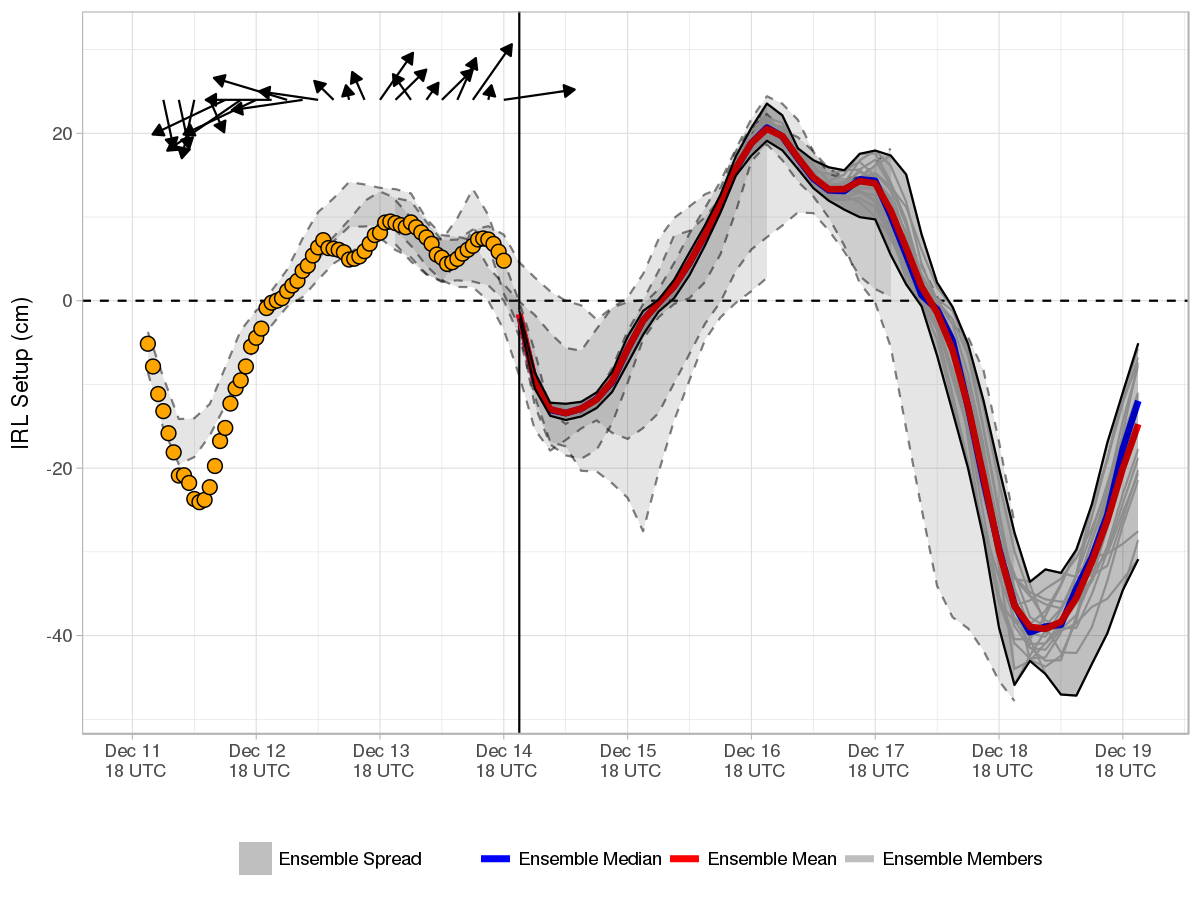 IRL Setup (cm)
20
0
-20
-40
Dec 11 Dec 12 Dec 13 Dec 14 Dec 15 Dec 16 Dec 17 Dec 18 Dec 19
18 UTC 18 UTC 18 UTC 18 UTC 18 UTC 18 UTC 18 UTC 18 UTC 18 UTC
Ensemble Spread Ensemble Median Ensemble Mean Ensemble Members